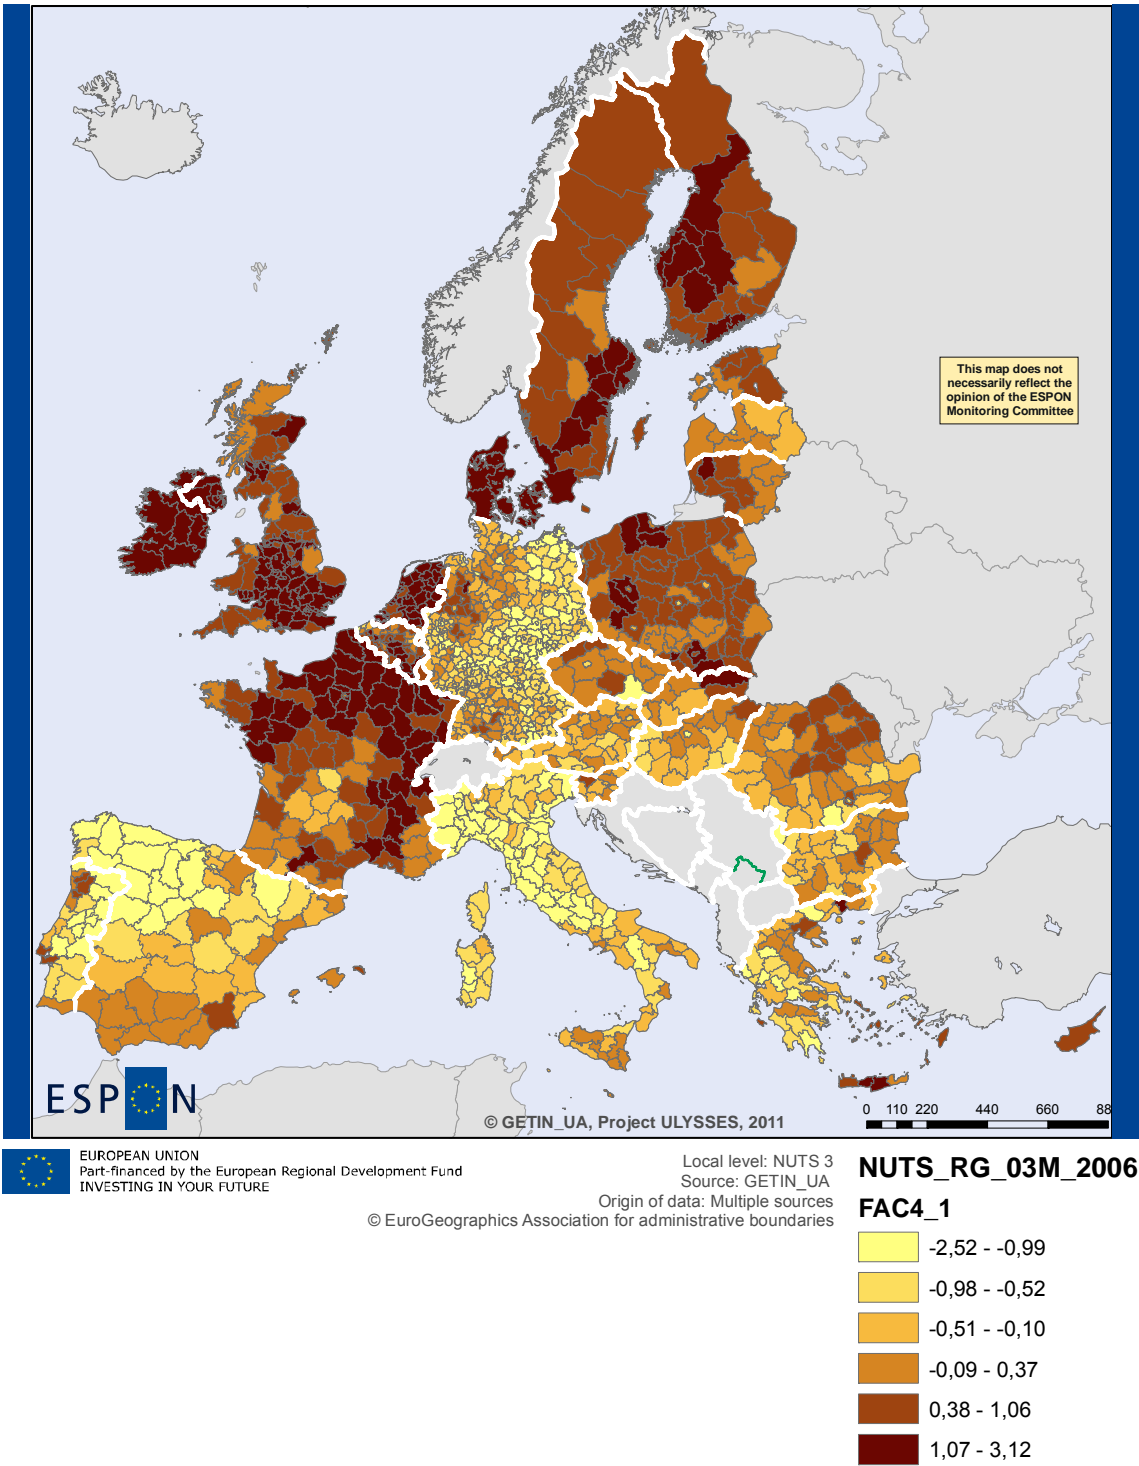 This map does not
necessarily reflect the
opinion of the ESPON
Monitoring Committee
ESPON
© GETIN_UA, Project ULYSSES, 2011
0 110 220 440 660 88
EUROPEAN UNION
Part-financed by the European Regional Development Fund
INVESTING IN YOUR FUTURE
Local level: NUTS 3
Source: GETIN_UA
Origin of data: Multiple sources
© EuroGeographics Association for administrative boundaries
NUTS_RG_03M_2006
FAC4_1
-2,52 - -0,99
-0,98 - -0,52
-0,51 - -0,10
-0,09 - 0,37
0,38 - 1,06
1,07 - 3,12